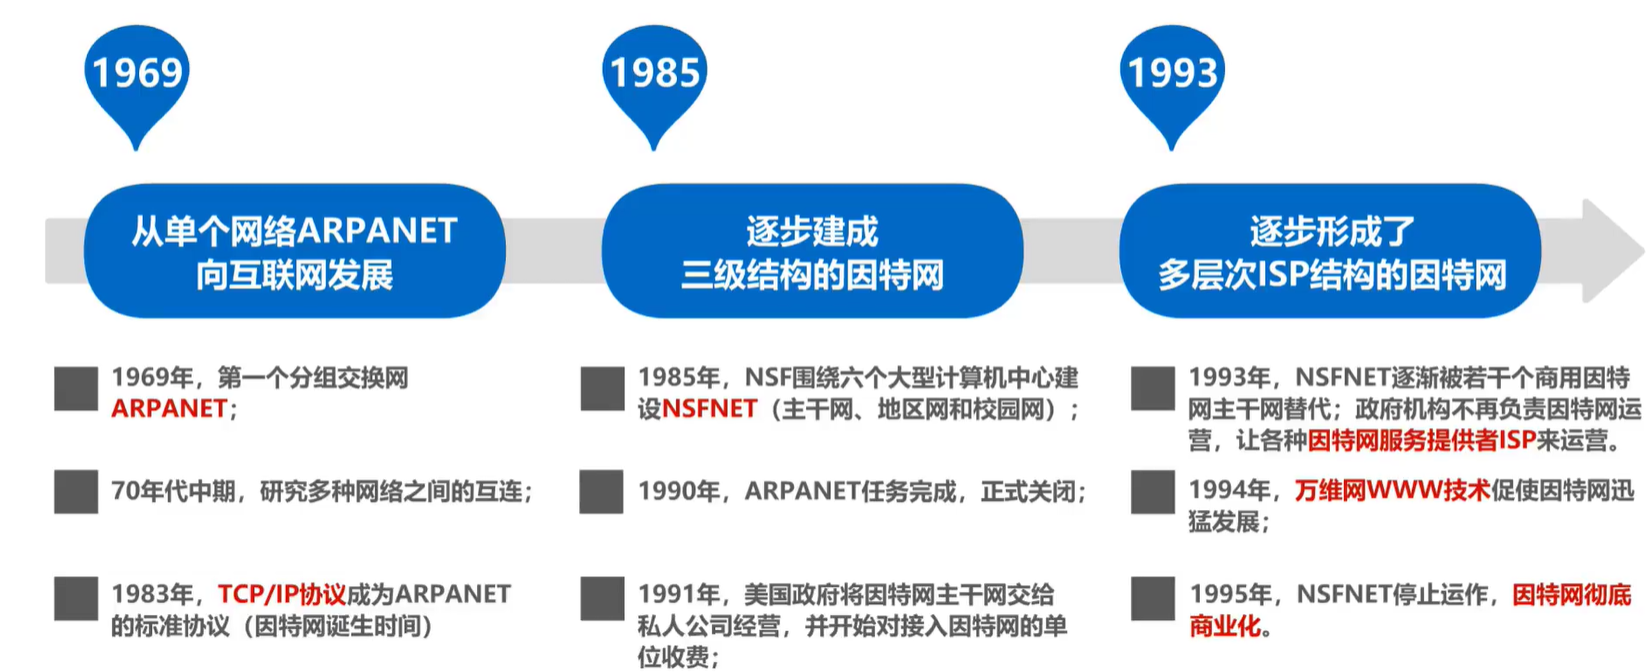 1969
从单个网络ARPANET
向互联网发展
1969年，第一个分组交换网
ARPANET；
70年代中期，研究多种网络之间的互连；
1983年，TCP/IP协议成为ARPANET
的标准协议（因特网诞生时间）
1985
逐步建成
三级结构的因特网
1985年，NSF围绕六个大型计算机中心建
设NSFNET（主干网、地区网和校园网）；
1990年，ARPANET任务完成，正式关闭；
1991年，美国政府将因特网主干网交给
私人公司经营，并开始对接入因特网的单
位收费；
1993
逐步形成了
多层次ISP结构的因特网
1993年，NSFNET逐渐被若干个商用因特
网主干网替代；政府机构不再负责因特网运
营，让各种因特网服务提供者ISP来运营。
1994年，万维网WWW技术促使因特网迅
猛发展；
1995年，NSFNET停止运作，因特网彻底
商业化。